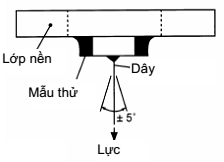 Lớp nền
Dây
Mẫu thử
± 5°
Lực